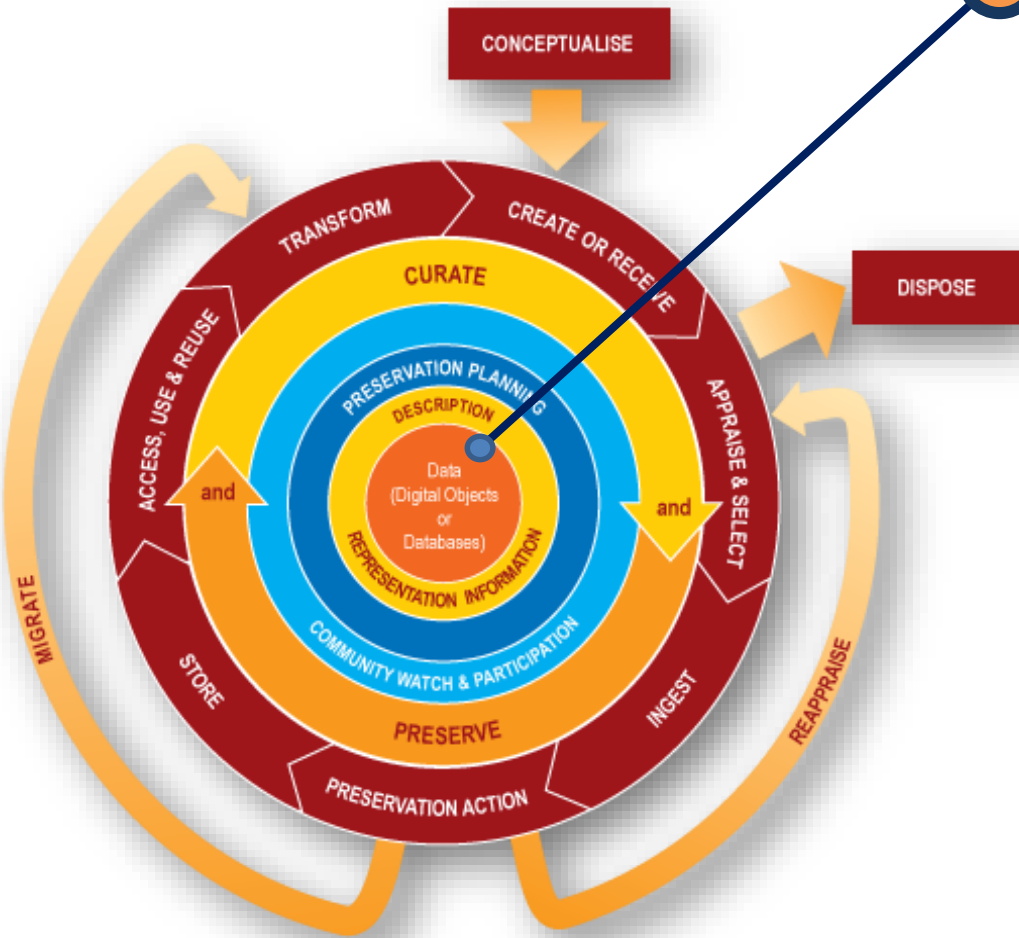 CONCEPTUALISE
TRANSFORM
CREATE OR RECEIVE
CURATE
DISPOSE
ACCESS, USE & REUSE
PRESERVATION PLANNING
DESCRIPTION
APPRAISE & SELECT
Data
(Digital Objects
or
Databases)
and
and
REPRESENTATION INFORMATION
COMMUNITY WATCH & PARTICIPATION
MIGRATE
STORE
INGEST
REAPPRAISE
PRESERVE
PRESERVATION ACTION